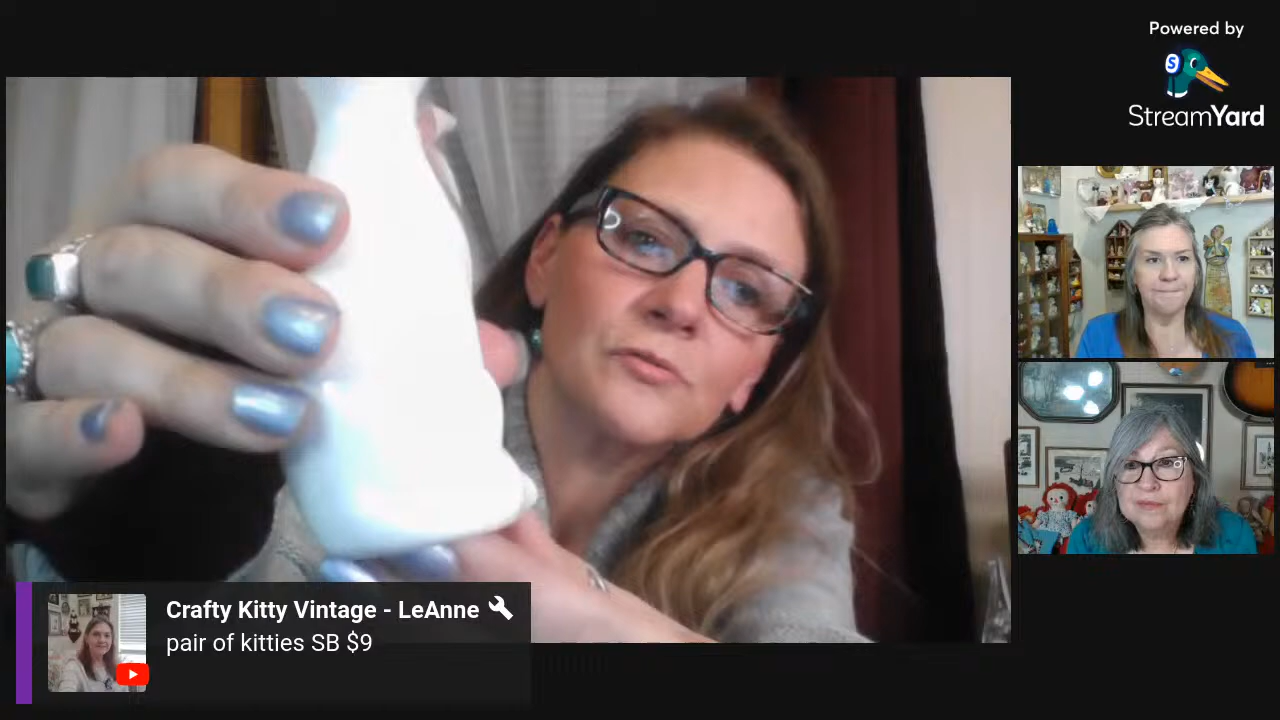 Powered by
StreamYard
Crafty Kitty Vintage - LeAnne
pair of kitties SB $9